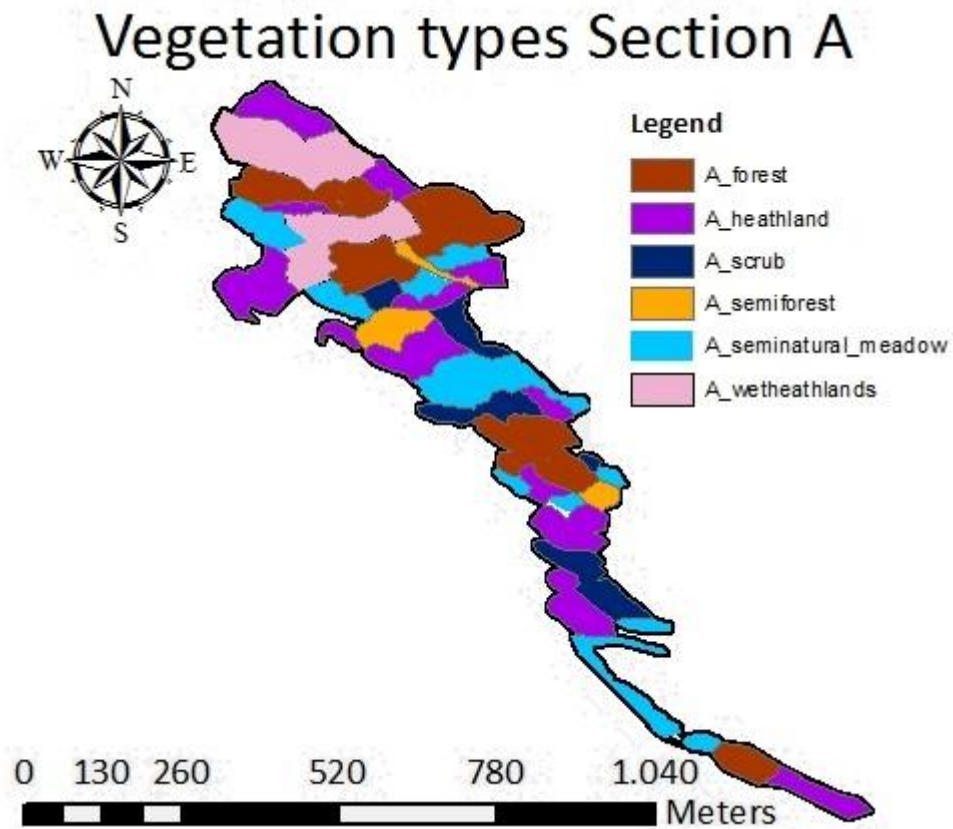 Vegetation types Section A
N
W E
S
Legend
A_forest
A_heathland
A_scrub
A_semiforest
A_seminatural_meadow
A_wetheathlands
0 130 260 520 780 1.040
Meters